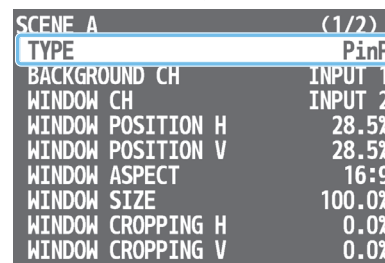 SCENE A (1/2)
TYPE PinP
BACKGROUND CH INPUT 1
WINDOW CH INPUT 2
WINDOW POSITION H 28.5%
WINDOW POSITION V 28.5%
WINDOW ASPECT 16:9
WINDOW SIZE 100.0%
WINDOW CROPPING H 0.0%
WINDOW CROPPING V 0.0%